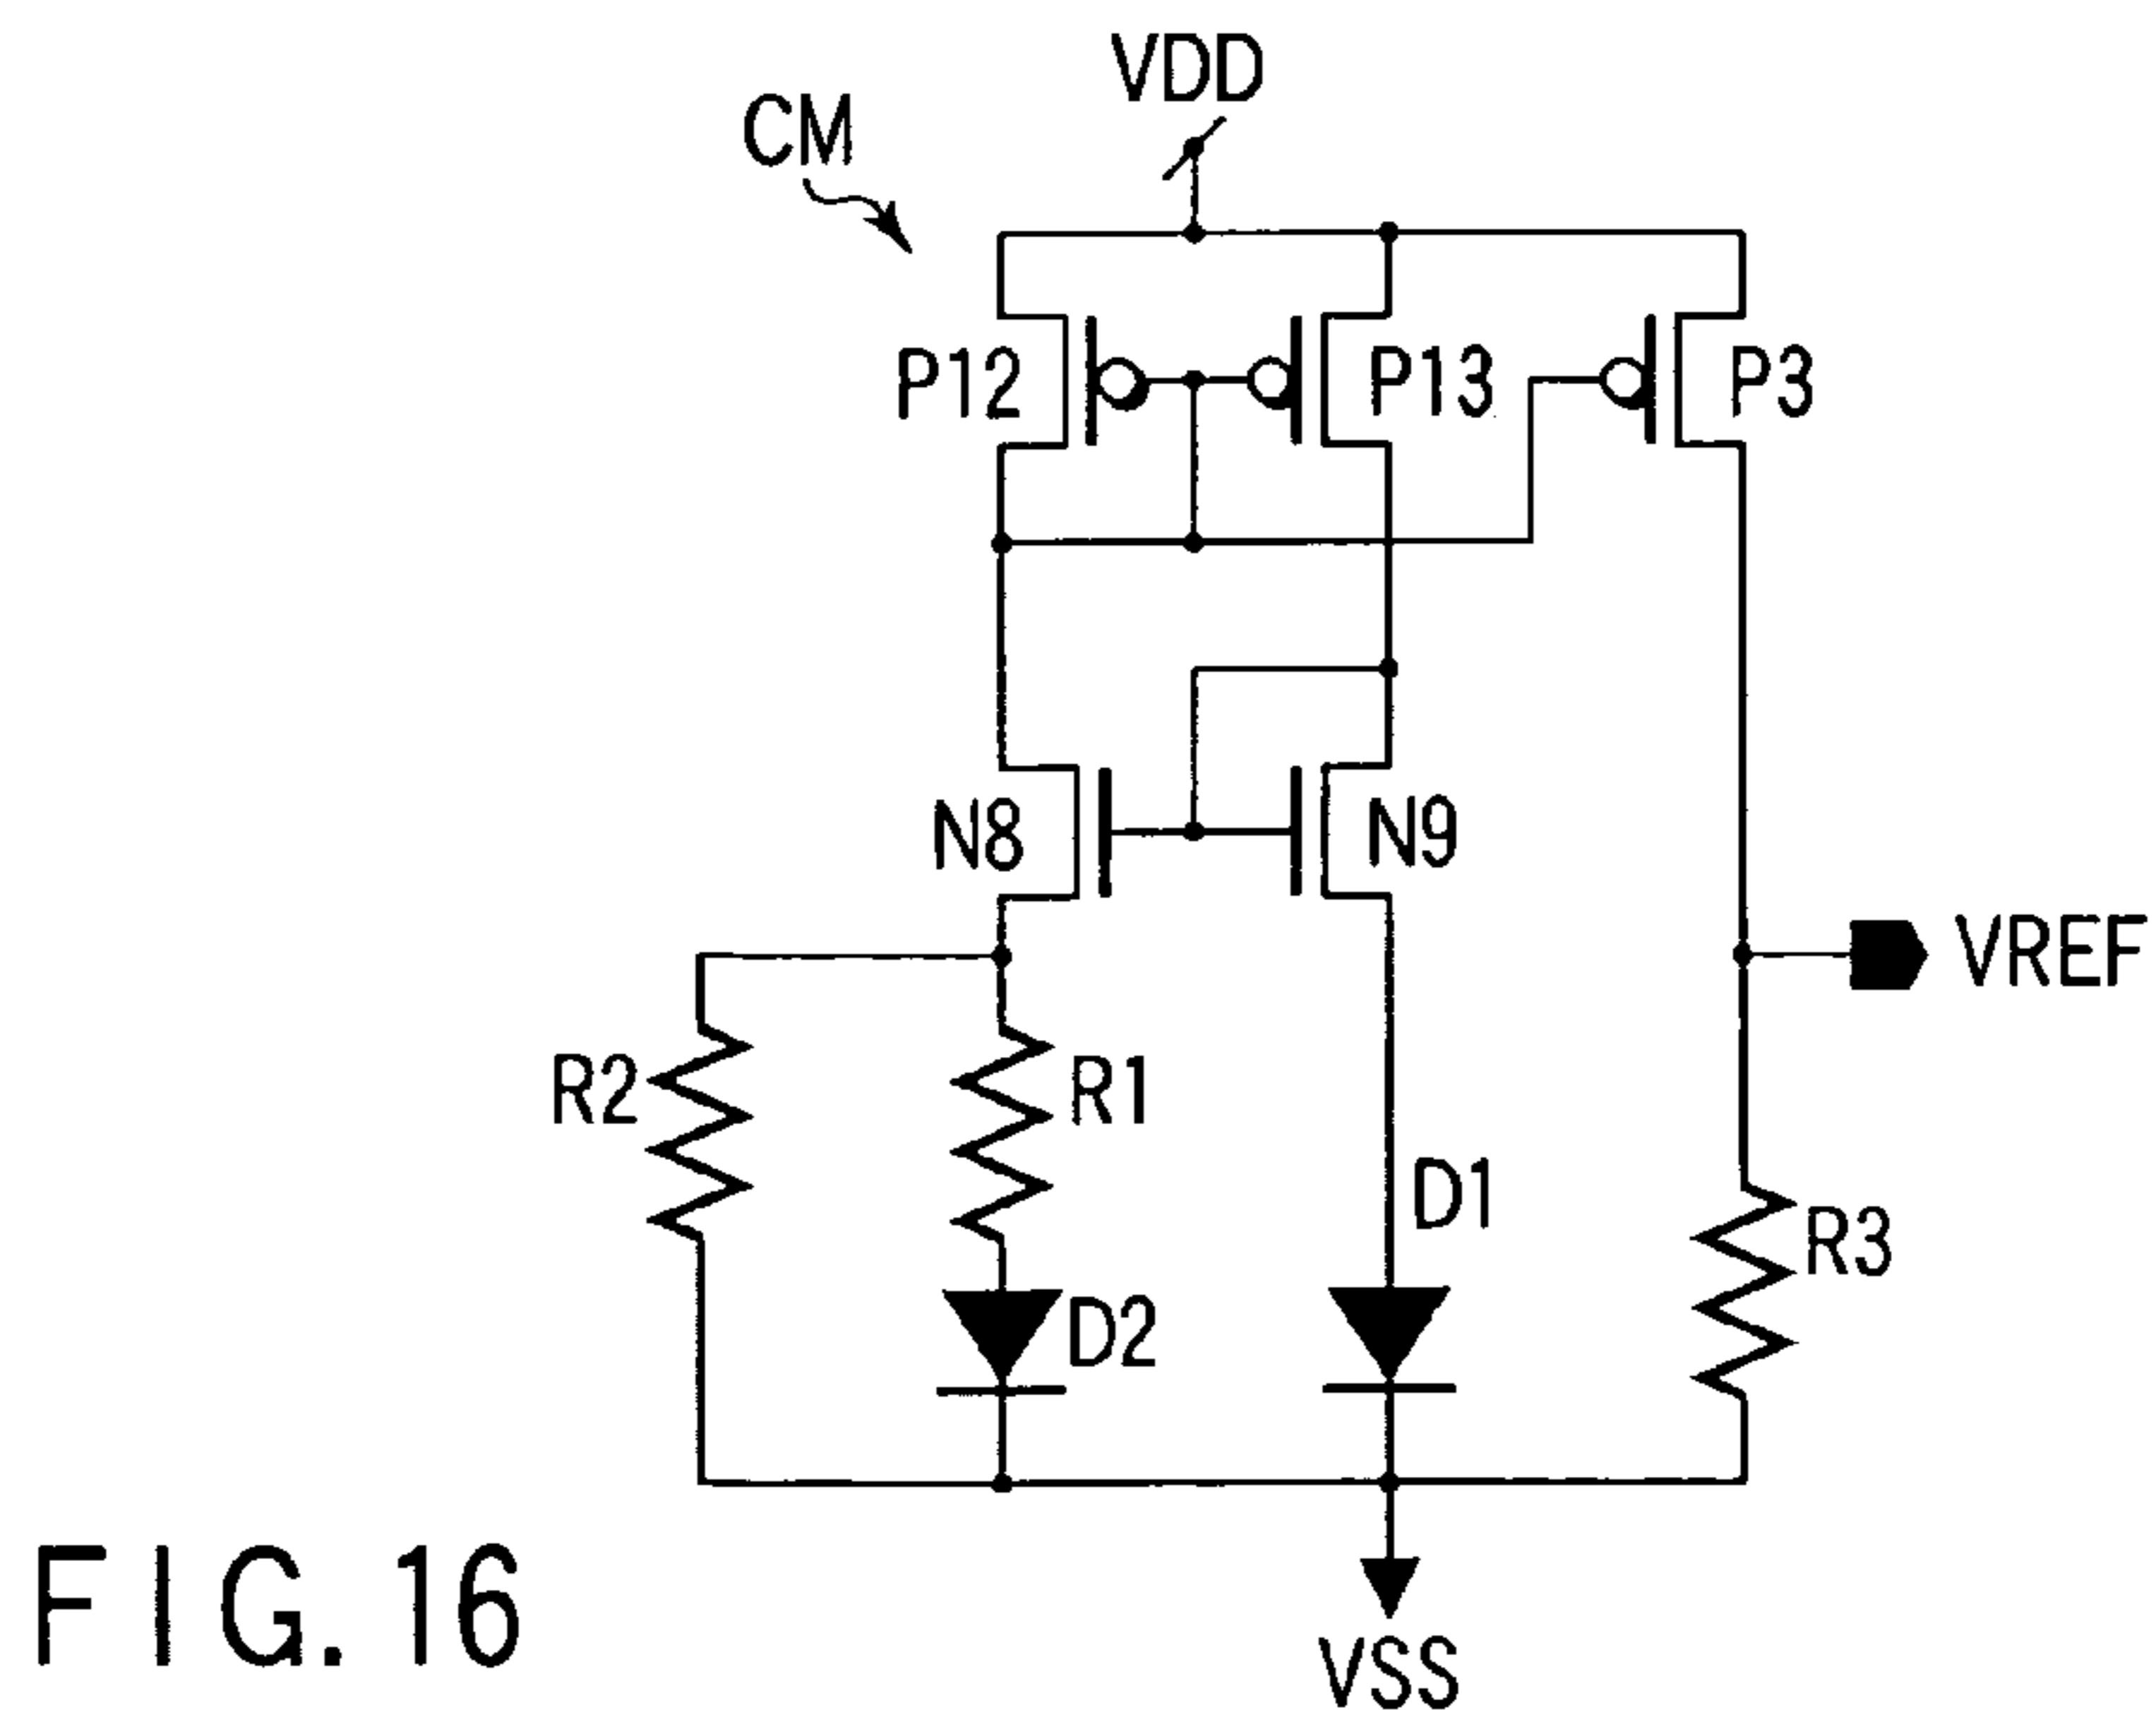 VDD
CM
P12
P13
P3
N8
N9
VREF
R2
R1
D1
R3
D2
FIG. 16
VSS